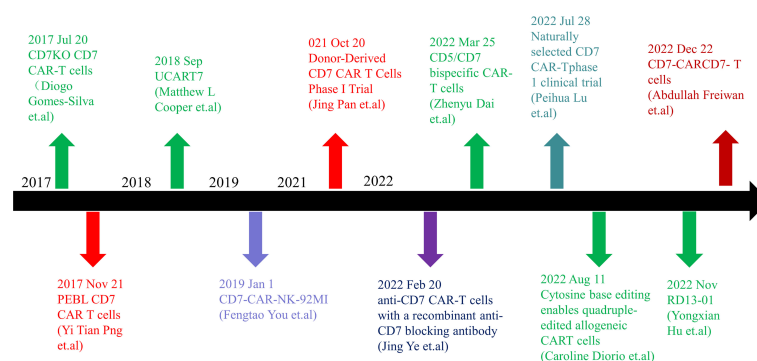 2017 Jul 20
CD7KO CD7
CAR-T cells
（Diogo
Gomes-Silva
et.al)
2018 Sep
UCART7
(Matthew L
Cooper et.al)
021 Oct 20
Donor-Derived
CD7 CAR T Cells
Phase I Trial
(Jing Pan et.al)
2022 Mar 25
CD5/CD7
bispecific CAR-
T cells
(Zhenyu Dai
et.al)
2022 Jul 28
Naturally
selected CD7
CAR-Tphase
1 clinical trial
(Peihua Lu
et.al)
2022 Dec 22
CD7-CARCD7- T
cells
(Abdullah Freiwan
et.al)
2017
2018
2019
2021
2022
2017 Nov 21
PEBL CD7
CAR T cells
(Yi Tian Png
et.al)
2019 Jan 1
CD7-CAR-NK-92MI
(Fengtao You et.al)
2022 Feb 20
anti-CD7 CAR-T cells
with a recombinant anti-
CD7 blocking antibody
(Jing Ye et.al)
2022 Aug 11
Cytosine base editing
enables quadruple-
edited allogeneic
CART cells
(Caroline Diorio et.al)
2022 Nov
RD13-01
(Yongxian
Hu et.al)